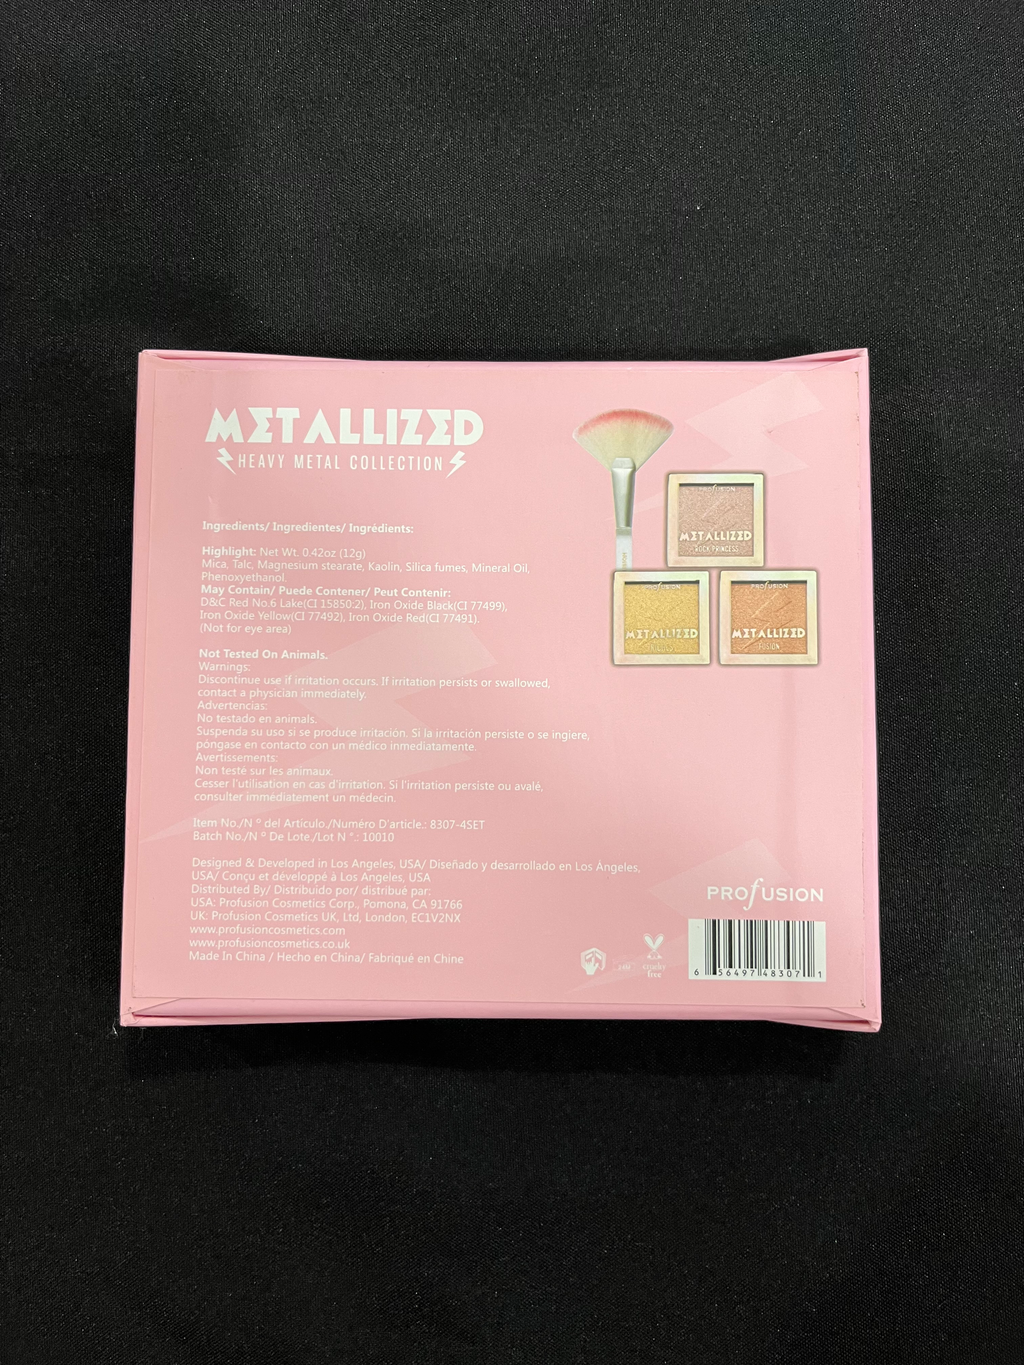 METALLIZED
HEAVY METAL COLLECTION
Ingredients/ Ingredientes/ Ingrédients:
Highlight: Net Wt. 0.42oz (12g)
Mica, Talc, Magnesium stearate, Kaolin, Silica fumes, Mineral Oil,
Phenoxyethanol.
May Contain/ Puede Contener/ Peut Contenir:
D&C Red No.6 Lake(CI 15850:2), Iron Oxide Black(CI 77499),
Iron Oxide Yellow(CI 77492), Iron Oxide Red(CI 77491).
(Not for eye area)
Not Tested On Animals.
Warnings:
Discontinue use if irritation occurs. If irritation persists or swallowed,
contact a physician immediately.
Advertencias:
No testado en animals.
Suspenda su uso si se produce irritación. Si la irritación persiste o se ingiere,
póngase en contacto con un médico inmediatamente.
Avertissements:
Non testé sur les animaux.
Cesser l'utilisation en cas d'irritation. Si l'irritation persiste ou avalé,
consulter immédiatement un médecin.
Item No./N º del Articulo./Numéro D'article.: 8307-4SET
Batch No./N º De Lote./Lot N °.: 10010
Designed & Developed in Los Angeles, USA/ Diseñado y desarrollado en Los Ángeles,
USA/ Conçu et développé à Los Angeles, USA
Distributed By/ Distribuido por/ distribué par:
USA: Profusion Cosmetics Corp., Pomona, CA 91766
UK: Profusion Cosmetics UK, Ltd, London, EC1V2NX
www.profusioncosmetics.com
www.profusioncosmetics.co.uk
Made In China / Hecho en China/ Fabriqué en Chine
PROFUSION
METALLIZED
ROCK PRINCESS
PROFUSION
METALLIZED
PROFUSION
METALLIZED
FUSION
PROFUSION
cruelty
free
6 56497 48307 1